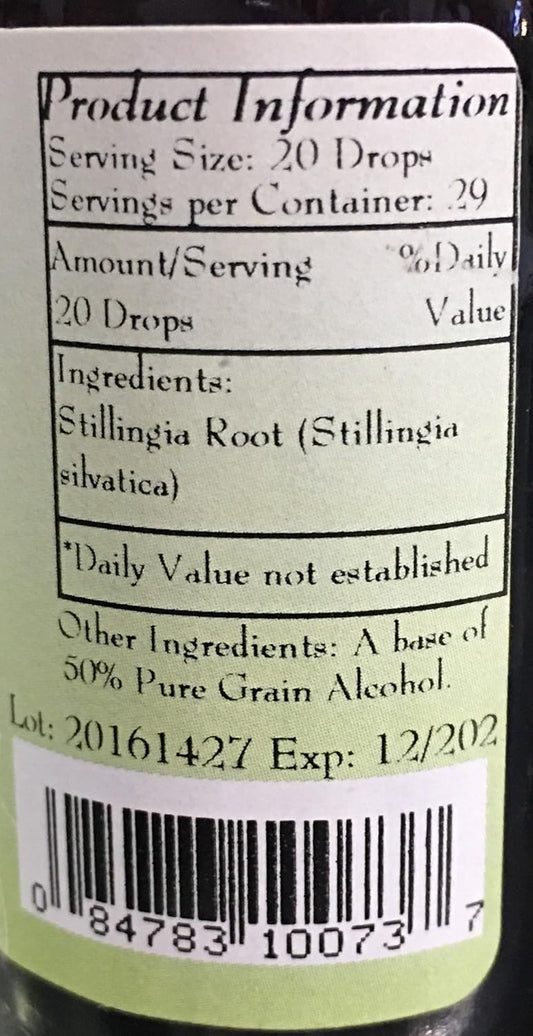 Product Information
Serving Size: 20 Drops
Servings per Container: 29
Amount/Serving %Daily
20 Drops Value
Ingredients:
Stillingia Root (Stillingia
silvatica)
*Daily Value not established
Other Ingredients: A base of
50% Pure Grain Alcohol.
Lot: 20161427 Exp: 12/202
0 84783 10073 7